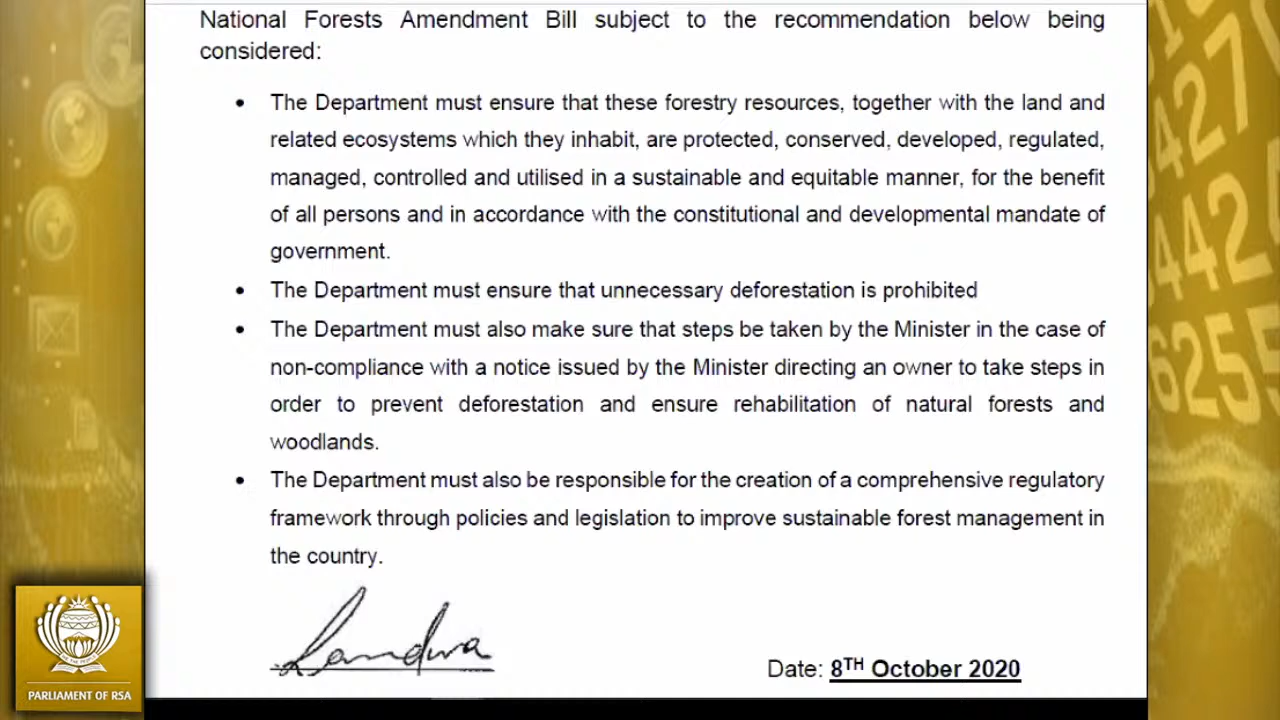 National Forests Amendment Bill subject to the recommendation below being
considered:
• The Department must ensure that these forestry resources, together with the land and
related ecosystems which they inhabit, are protected, conserved, developed, regulated,
managed, controlled and utilised in a sustainable and equitable manner, for the benefit
of all persons and in accordance with the constitutional and developmental mandate of
government.
• The Department must ensure that unnecessary deforestation is prohibited
• The Department must also make sure that steps be taken by the Minister in the case of
non-compliance with a notice issued by the Minister directing an owner to take steps in
order to prevent deforestation and ensure rehabilitation of natural forests and
woodlands.
• The Department must also be responsible for the creation of a comprehensive regulatory
framework through policies and legislation to improve sustainable forest management in
the country.
Date: 8TH October 2020
PARLIAMENT OF RSA
427
442
6255